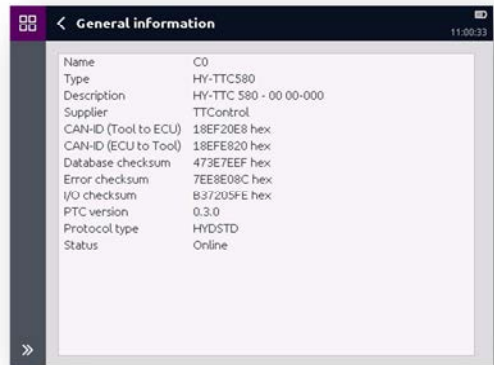 General information
11:00:33
Name C0
Type HY-TTC580
Description HY-TTC 580 - 00 00-000
Supplier TTControl
CAN-ID (Tool to ECU) 18EF20E8 hex
CAN-ID (ECU to Tool) 18EFE820 hex
Database checksum 473E7EEF hex
Error checksum 7EE8E08C hex
I/O checksum B37205FE hex
PTC version 0.3.0
Protocol type HYDSTD
Status Online